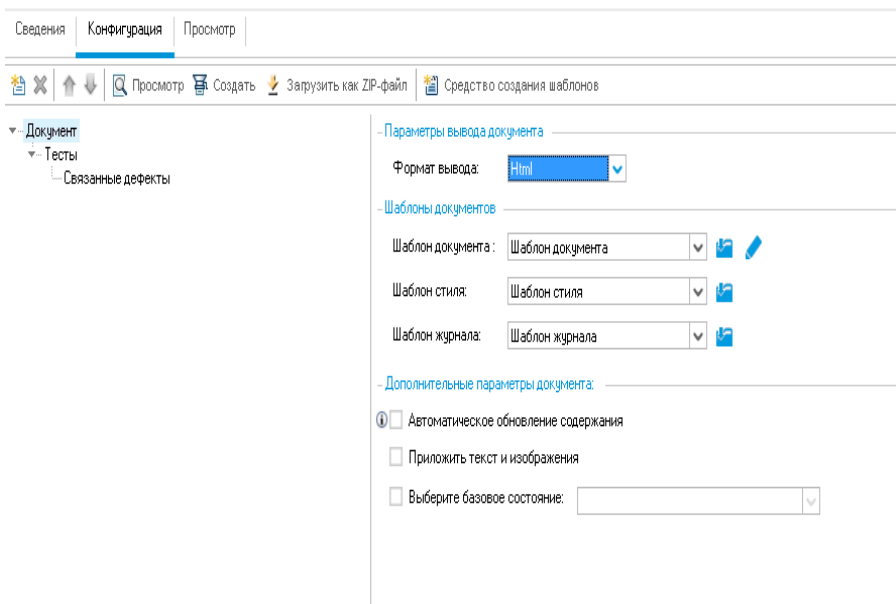 Сведения Конфигурация Просмотр
Просмотр Создать Загрузить как ZIP-файл Средство создания шаблонов
Документ
Тесты
Связанные дефекты
Параметры вывода документа
Формат вывода: Html
Шаблоны документов
Шаблон документа : Шаблон документа
Шаблон стиля: Шаблон стиля
Шаблон журнала: Шаблон журнала
Дополнительные параметры документа:
Автоматическое обновление содержания
Приложить текст и изображения
Выберите базовое состояние: